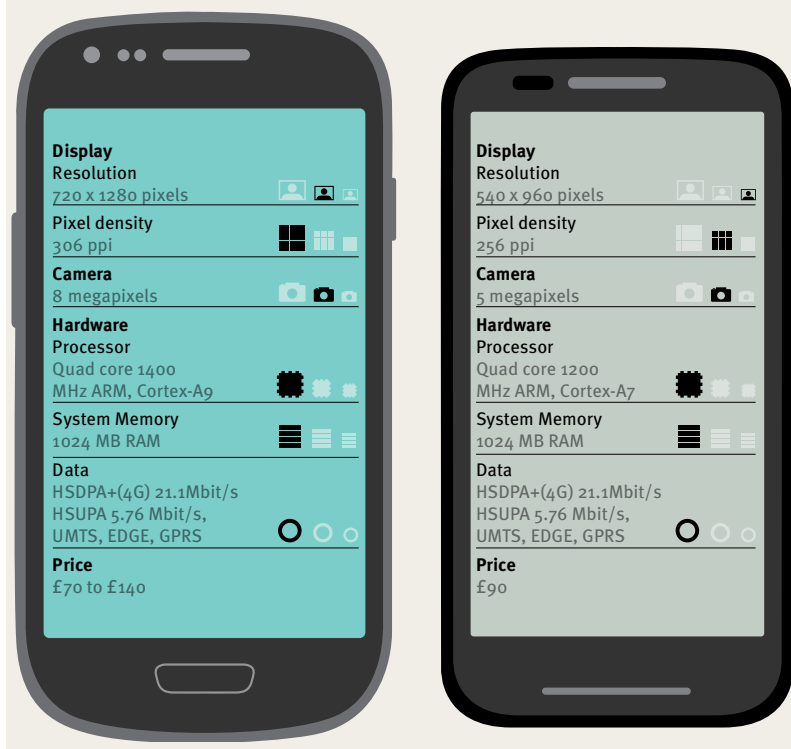 Display
Resolution
720 x 1280 pixels
Pixel density
306 ppi
Camera
8 megapixels
Hardware
Processor
Quad core 1400
MHz ARM, Cortex-A9
System Memory
1024 MB RAM
Data
HSDPA+(4G) 21.1Mbit/s
HSUPA 5.76 Mbit/s,
UMTS, EDGE, GPRS
Price
£70 to £140
Display
Resolution
540 x 960 pixels
Pixel density
256 ppi
Camera
5 megapixels
Hardware
Processor
Quad core 1200
MHz ARM, Cortex-A7
System Memory
1024 MB RAM
Data
HSDPA+(4G) 21.1Mbit/s
HSUPA 5.76 Mbit/s,
UMTS, EDGE, GPRS
Price
£90